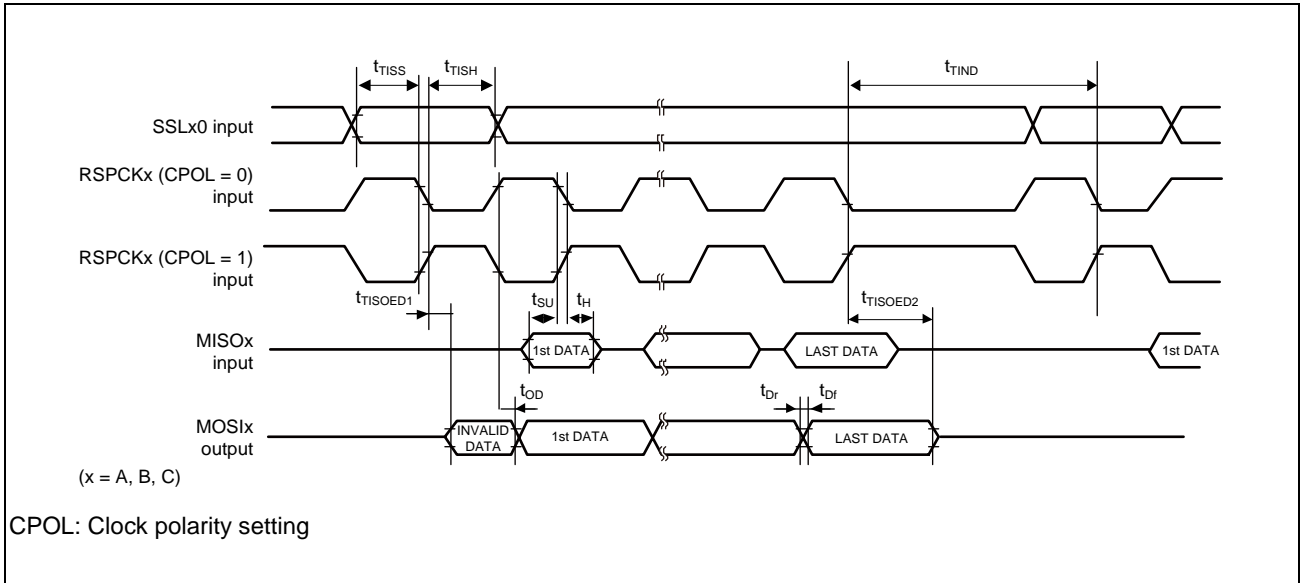 tTISS
tTISH
tTIND
SSLx0 input
RSPCKx (CPOL = 0)
input
RSPCKx (CPOL = 1)
input
tTISOED1
tSU
tH
tTISOED2
MISOx
input
1st DATA
LAST DATA
1st DATA
tOD
tDr
tDf
MOSIx
output
INVALID
DATA
1st DATA
LAST DATA
(x = A, B, C)
CPOL: Clock polarity setting